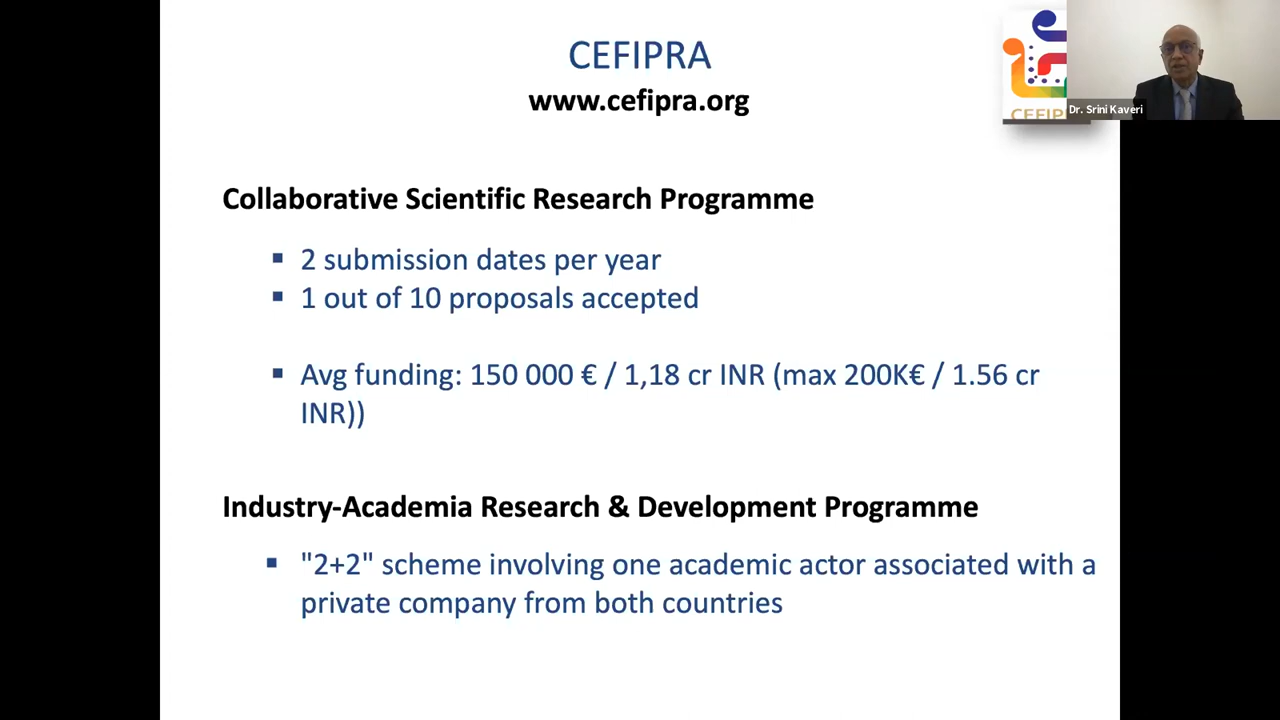 CEFIPRA
www.cefipra.org
CEFIP
Dr. Srini Kaveri
Collaborative Scientific Research Programme
▪ 2 submission dates per year
▪ 1 out of 10 proposals accepted
▪ Avg funding: 150 000 € / 1,18 cr INR (max 200K€ / 1.56 cr
INR))
Industry-Academia Research & Development Programme
▪ "2+2" scheme involving one academic actor associated with a
private company from both countries